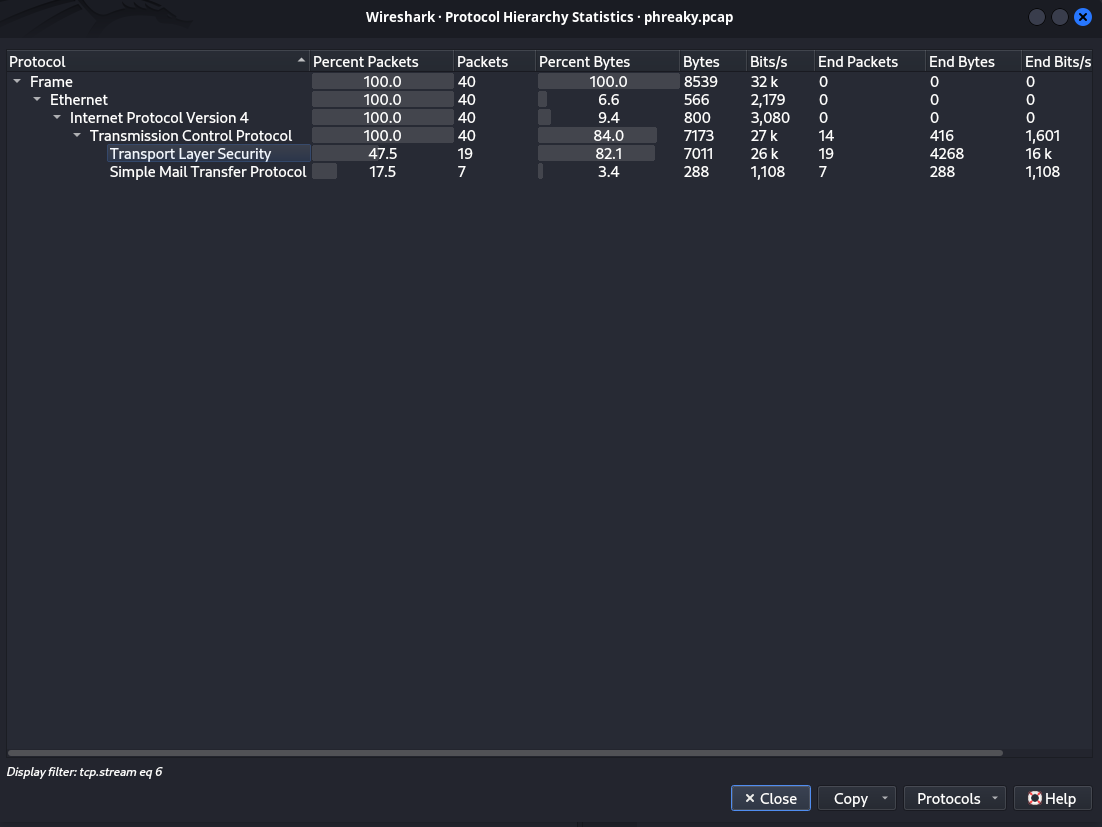 Wireshark · Protocol Hierarchy Statistics · phreaky.pcap
Protocol Percent Packets Packets Percent Bytes Bytes Bits/s End Packets End Bytes End Bits/s
Frame 100.0 40 100.0 8539 32 k 0 0 0
Ethernet 100.0 40 6.6 566 2,179 0 0 0
Internet Protocol Version 4 100.0 40 9.4 800 3,080 0 0 0
Transmission Control Protocol 100.0 40 84.0 7173 27 k 14 416 1,601
Transport Layer Security 47.5 19 82.1 7011 26 k 19 4268 16 k
Simple Mail Transfer Protocol 17.5 7 3.4 288 1,108 7 288 1,108
Display filter: tcp.stream eq 6
Close Copy Protocols Help